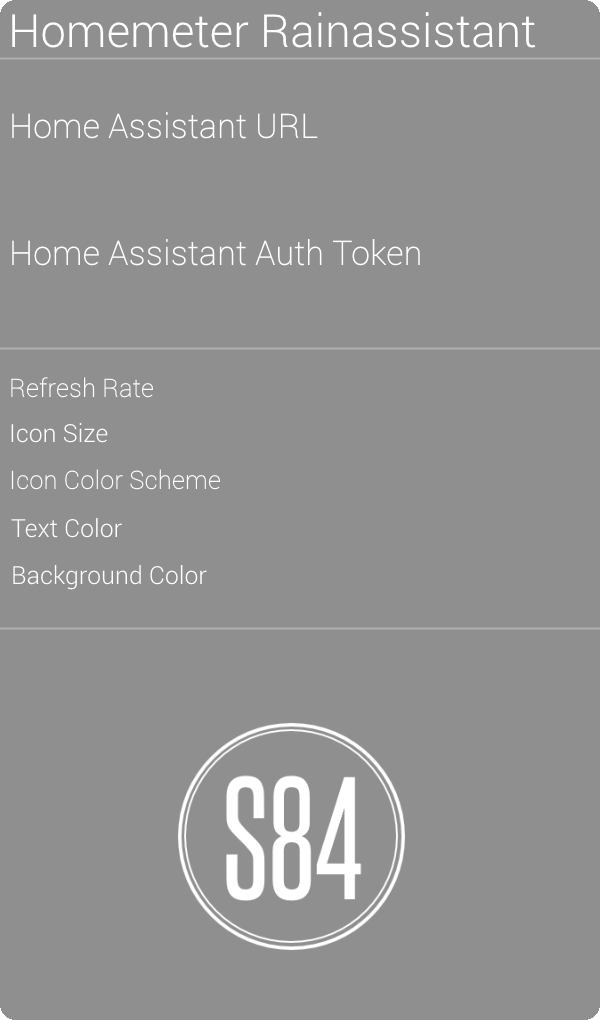 Homemeter Rainassistant
Home Assistant URL
Home Assistant Auth Token
Refresh Rate
Icon Size
Icon Color Scheme
Text Color
Background Color
S84